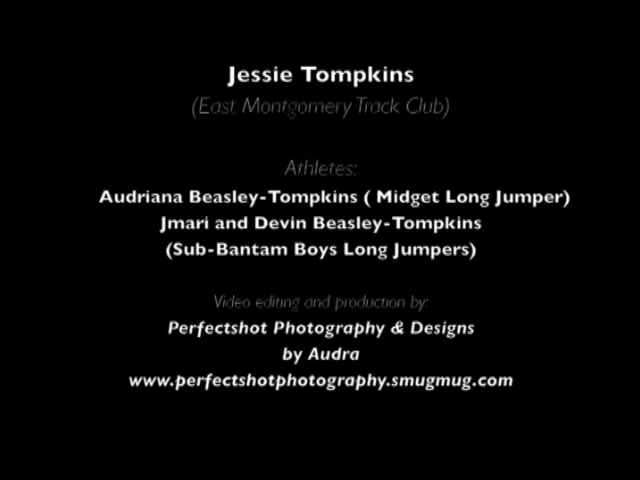 Jessie Tompkins
(East Montgomery Track Club)
Athletes:
Audriana Beasley-Tompkins ( Midget Long Jumper)
Jmari and Devin Beasley-Tompkins
(Sub-Bantam Boys Long Jumpers)
Video editing and production by:
Perfectshot Photography & Designs
by Audra
www.perfectshotphotography.smugmug.com